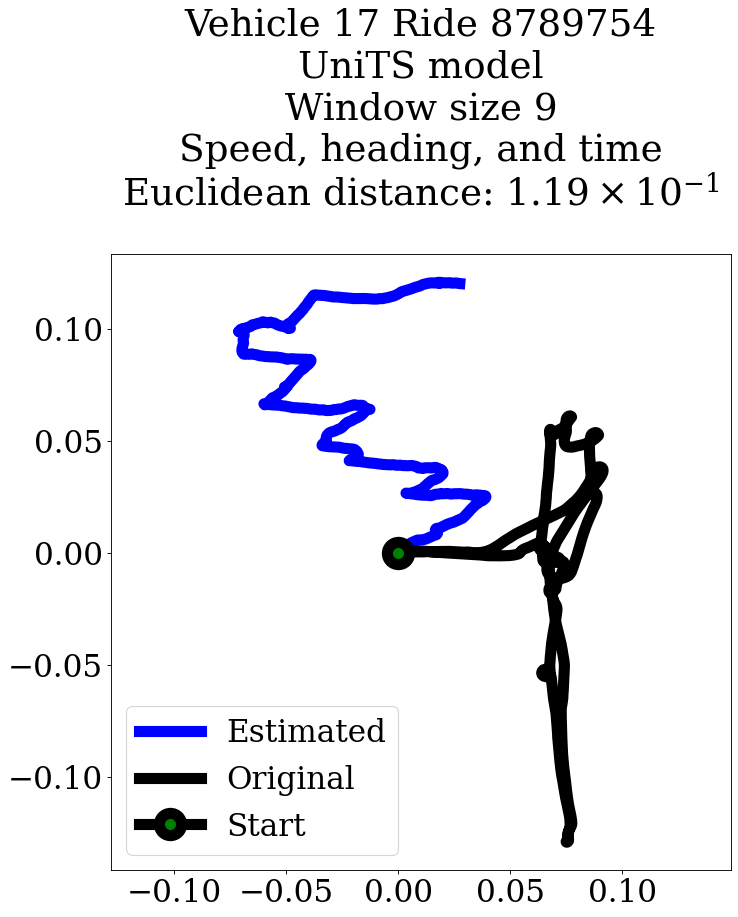 Vehicle 17 Ride 8789754
UniTS model
Window size 9
Speed, heading, and time
Euclidean distance: 1.19 × 10⁻¹
0.10
0.05
0.00
−0.05
−0.10
Estimated
Original
Start
−0.10 −0.05 0.00 0.05 0.10